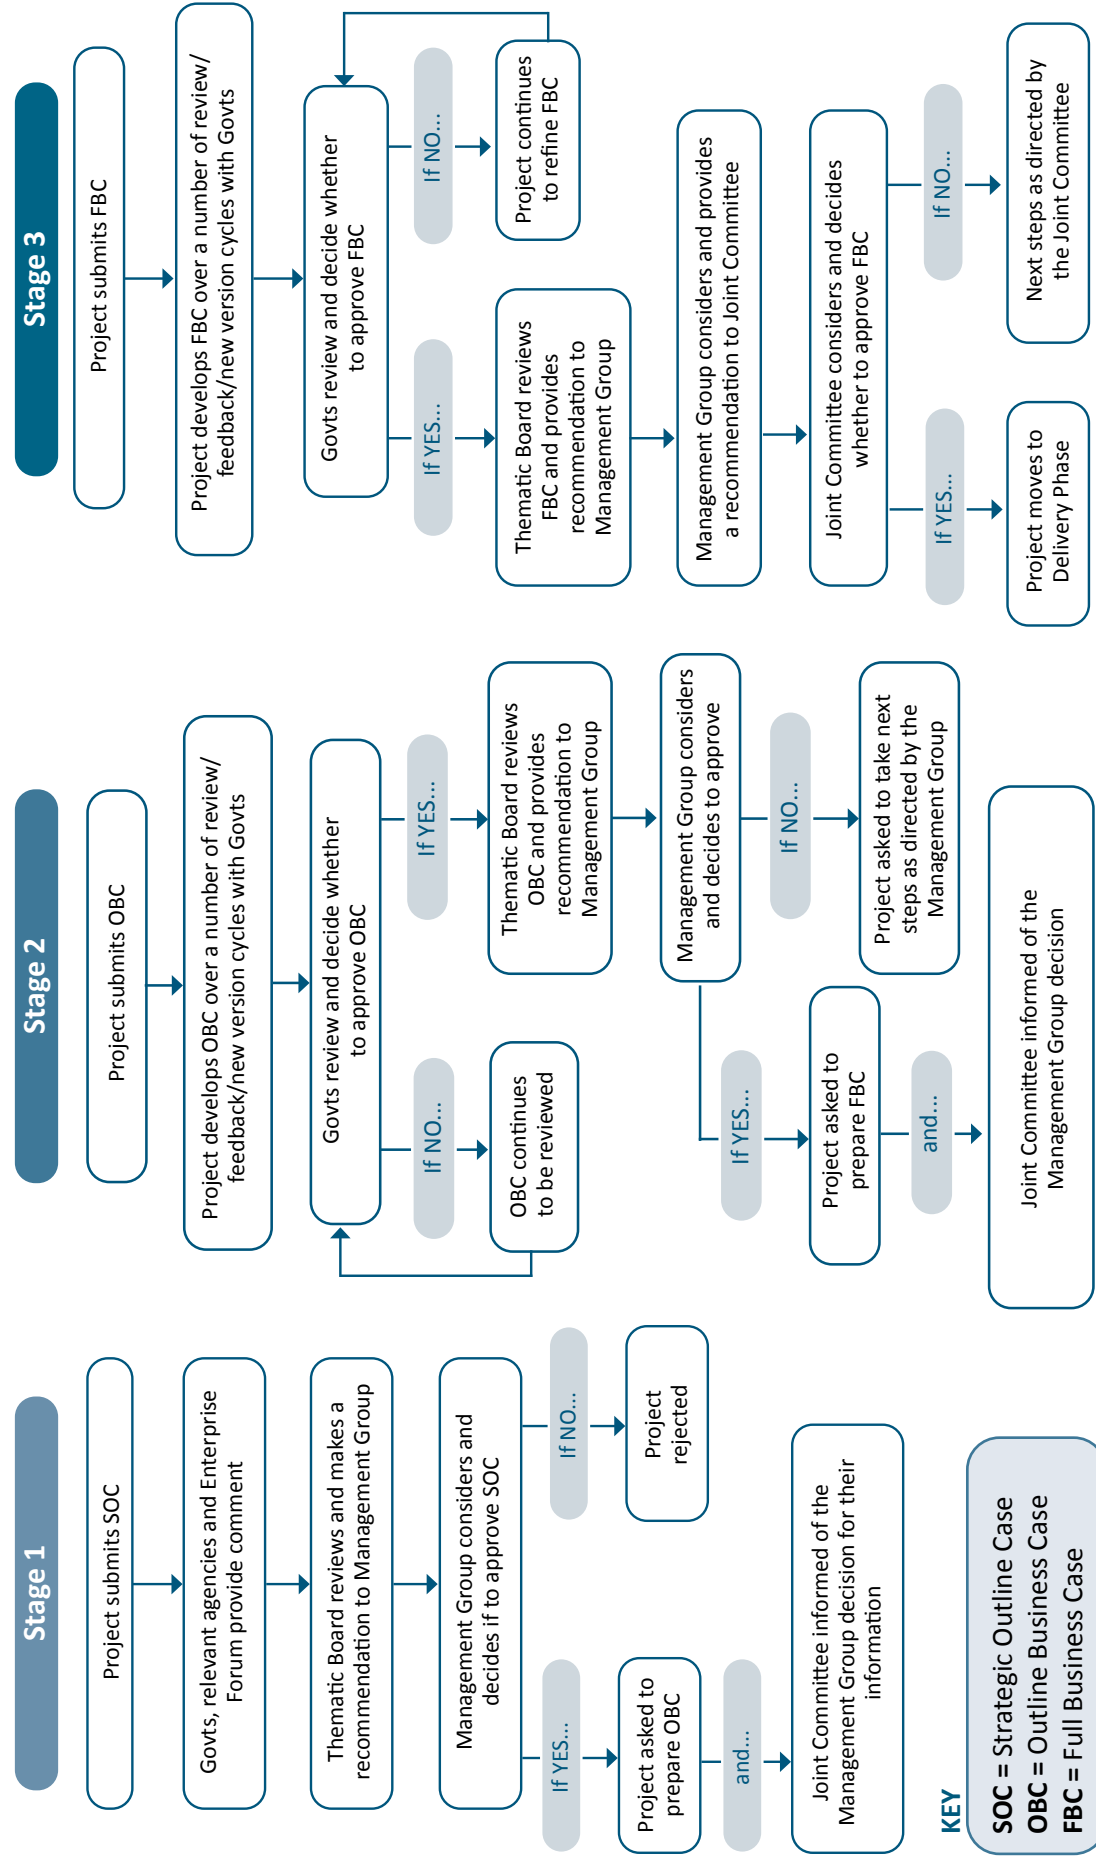 Stage 1
Project submits SOC
Govts, relevant agencies and Enterprise
Forum provide comment
Thematic Board reviews and makes a
recommendation to Management Group
Management Group considers and
decides if to approve SOC
If YES...
If NO...
Project asked to
prepare OBC
Project
rejected
and...
Joint Committee informed of the
Management Group decision for their
information
KEY
SOC = Strategic Outline Case
OBC = Outline Business Case
FBC = Full Business Case
Stage 2
Project submits OBC
Project develops OBC over a number of review/
feedback/new version cycles with Govts
Govts review and decide whether
to approve OBC
If NO...
If YES...
OBC continues
to be reviewed
Thematic Board reviews
OBC and provides
recommendation to
Management Group
Management Group considers
and decides to approve
If YES...
If NO...
Project asked to
prepare FBC
Project asked to take next
steps as directed by the
Management Group
and...
Joint Committee informed of the
Management Group decision
Stage 3
Project submits FBC
Project develops FBC over a number of review/
feedback/new version cycles with Govts
Govts review and decide whether
to approve FBC
If YES...
If NO...
Thematic Board reviews
FBC and provides
recommendation to
Management Group
Project continues
to refine FBC
Management Group considers and provides
a recommendation to Joint Committee
Joint Committee considers and decides
whether to approve FBC
If YES...
If NO...
Project moves to
Delivery Phase
Next steps as directed by
the Joint Committee